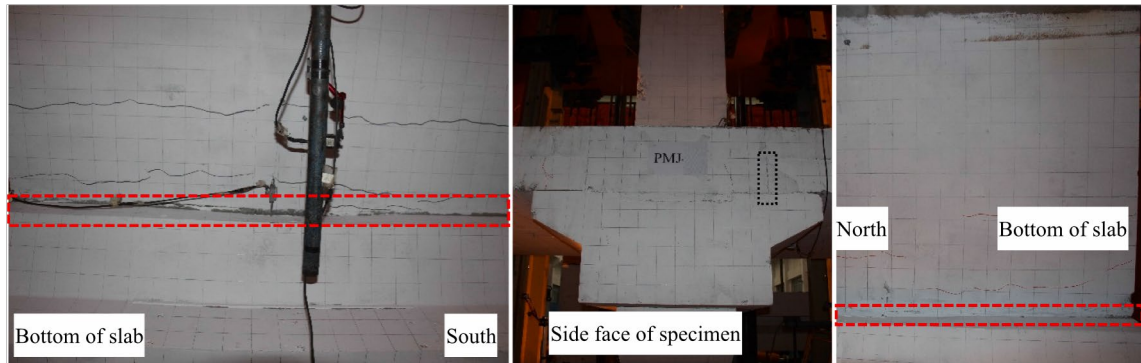 Bottom of slab
South
PMJ
Side face of specimen
North
Bottom of slab